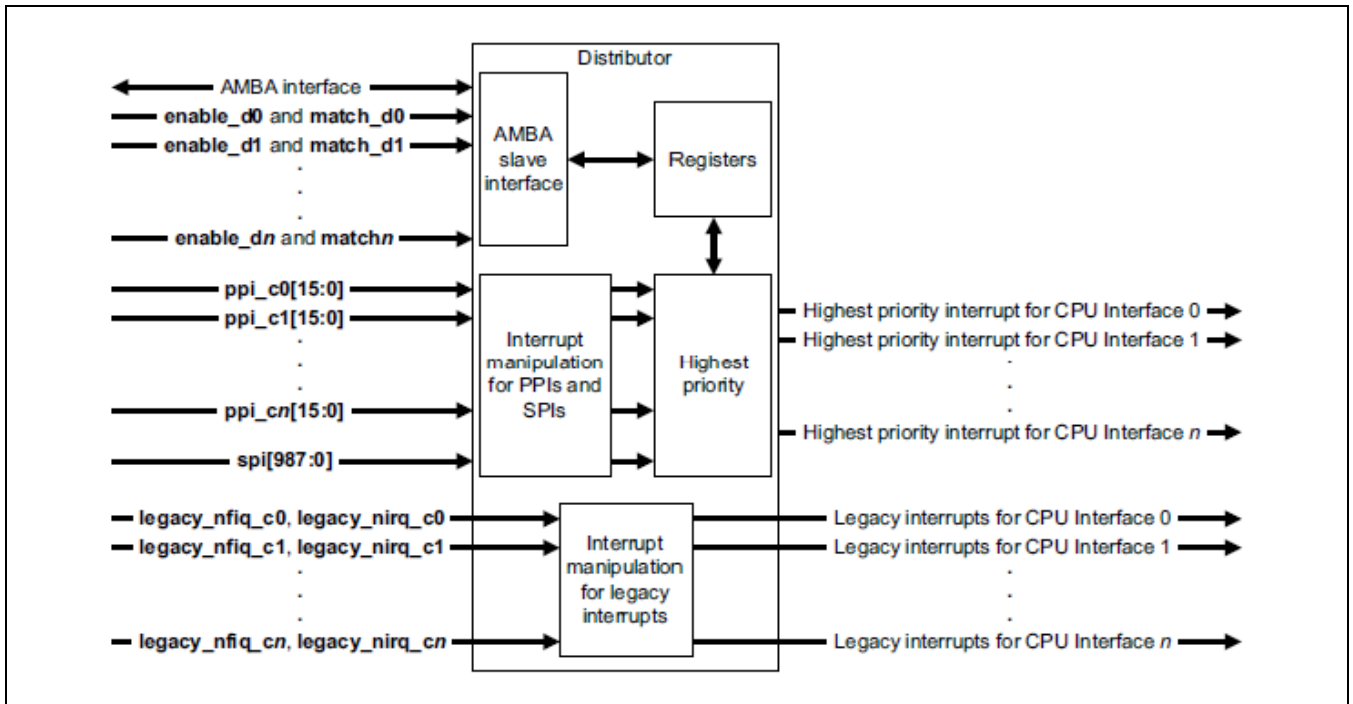 Distributor
AMBA interface
enable_d0 and match_d0
enable_d1 and match_d1
.
.
.
enable_dn and matchn
AMBA
slave
interface
Registers
ppi_c0[15:0]
ppi_c1[15:0]
.
.
.
ppi_cn[15:0]
spi[987:0]
Interrupt
manipulation
for PPIs and
SPIs
Highest
priority
Highest priority interrupt for CPU Interface 0
Highest priority interrupt for CPU Interface 1
.
.
.
Highest priority interrupt for CPU Interface n
legacy_nfiq_c0, legacy_nirq_c0
legacy_nfiq_c1, legacy_nirq_c1
.
.
.
legacy_nfiq_cn, legacy_nirq_cn
Interrupt
manipulation
for legacy
interrupts
Legacy interrupts for CPU Interface 0
Legacy interrupts for CPU Interface 1
.
.
.
Legacy interrupts for CPU Interface n